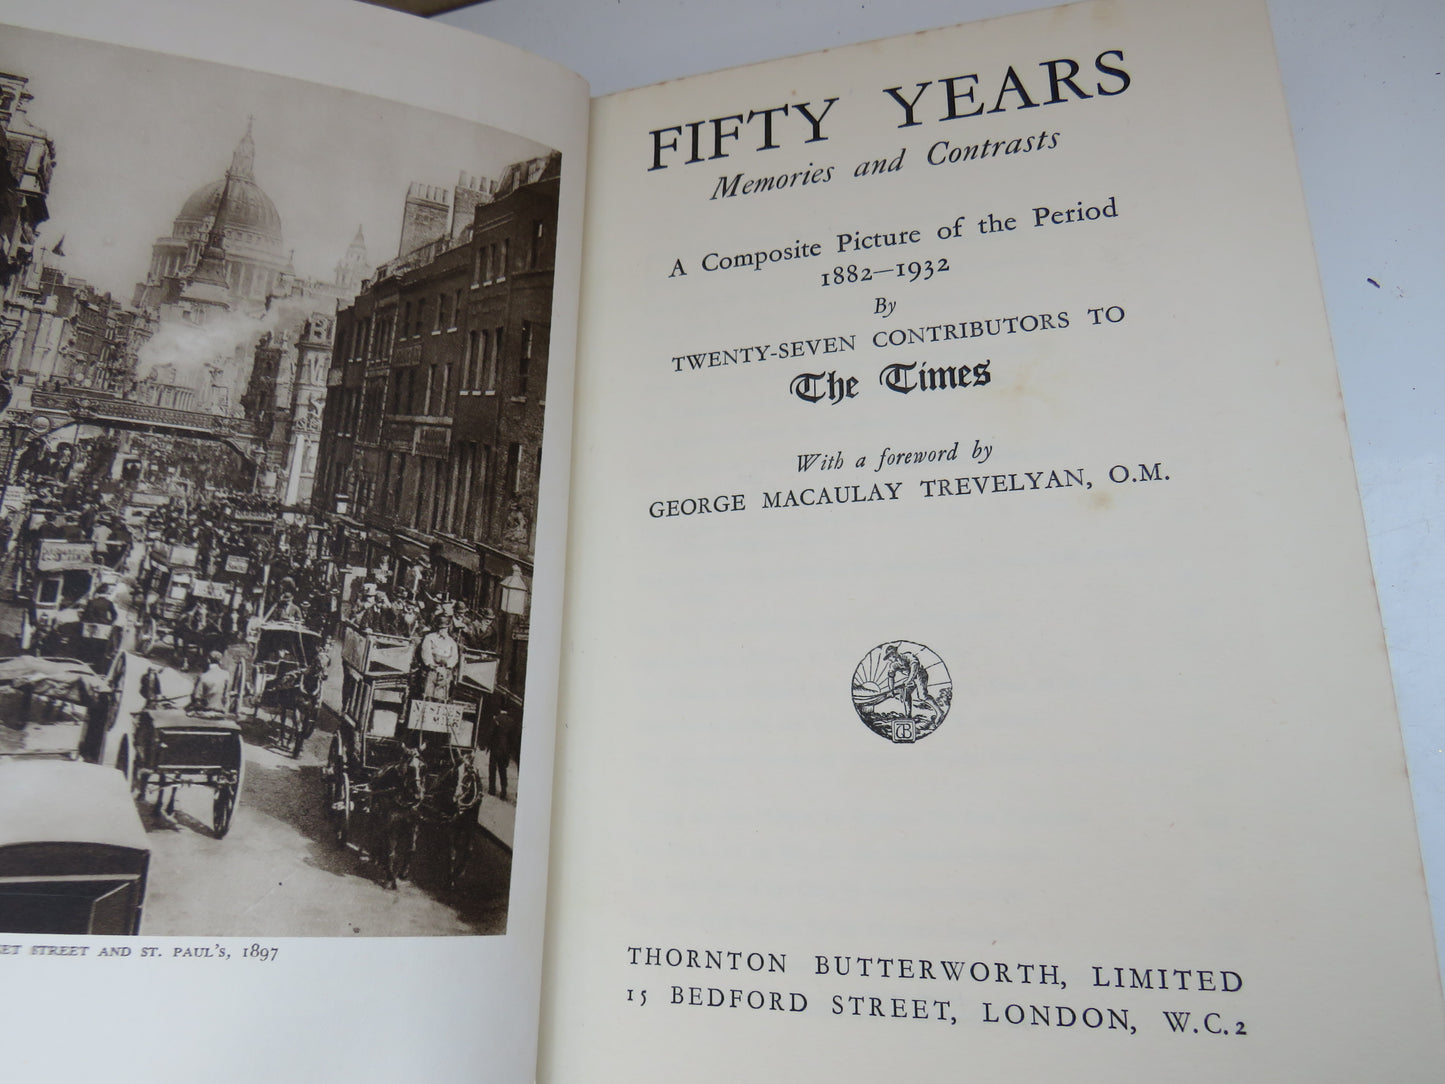 STREET AND ST. PAUL'S, 1897
FIFTY YEARS
Memories and Contrasts
A Composite Picture of the Period
1882—1932
By
TWENTY-SEVEN CONTRIBUTORS TO
The Times
With a foreword by
GEORGE MACAULAY TREVELYAN, O.M.
TB
THORNTON BUTTERWORTH, LIMITED
15 BEDFORD STREET, LONDON, W.C.2